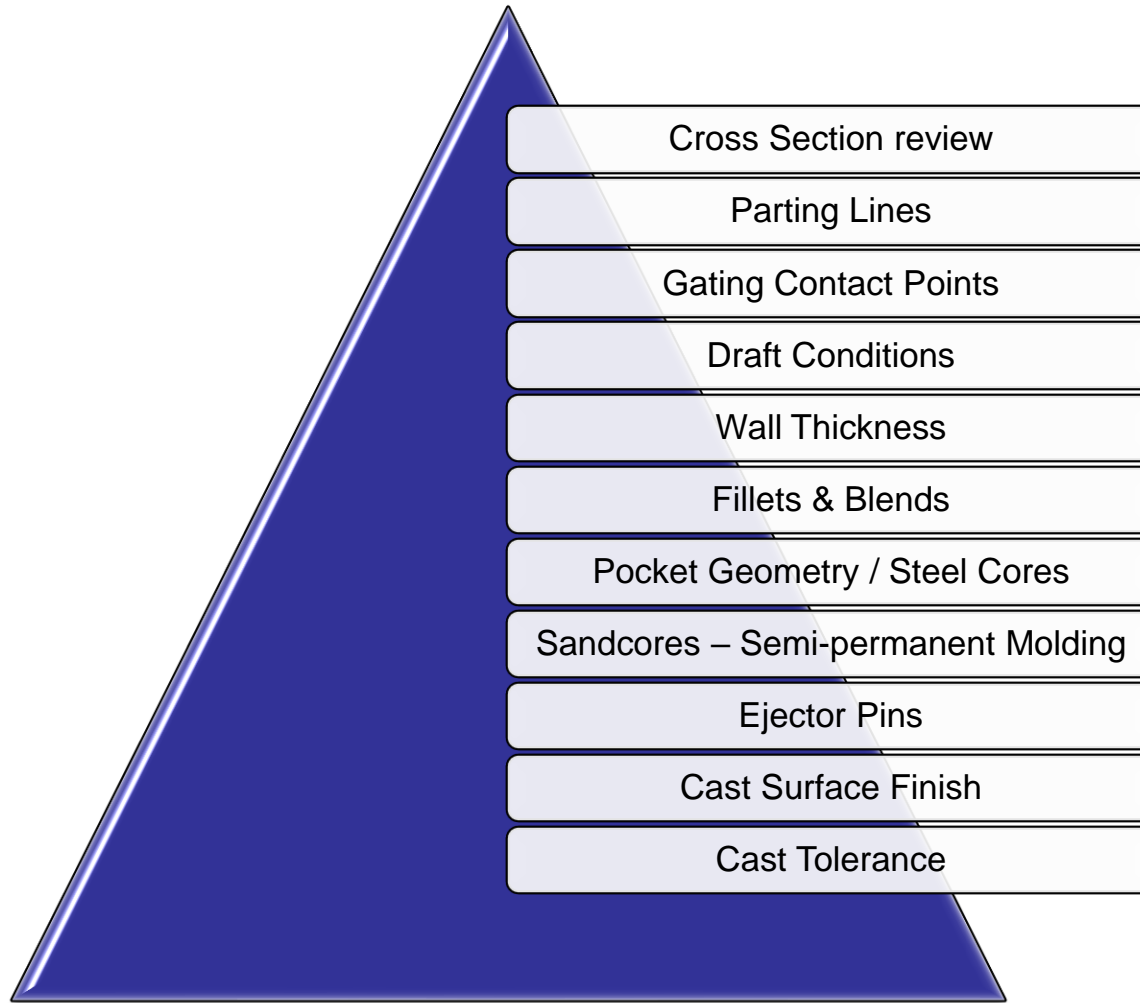 Cross Section review
Parting Lines
Gating Contact Points
Draft Conditions
Wall Thickness
Fillets & Blends
Pocket Geometry / Steel Cores
Sandcores – Semi-permanent Molding
Ejector Pins
Cast Surface Finish
Cast Tolerance